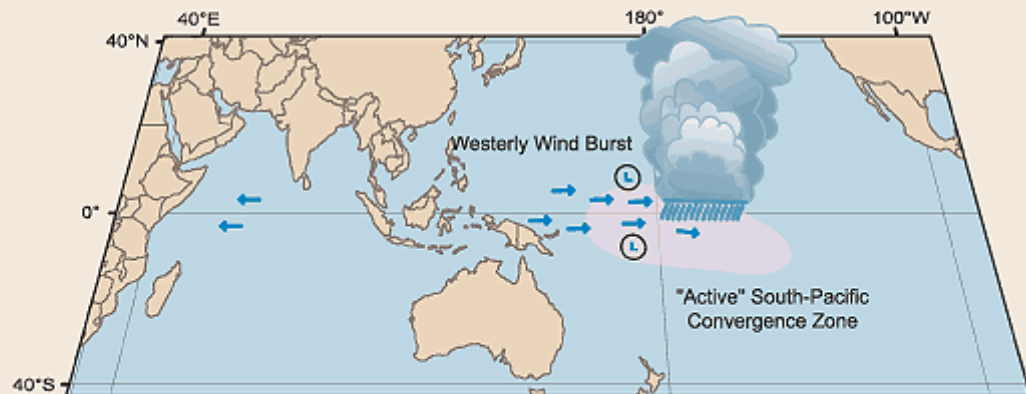 40°E 180° 100°W
40°N
Westerly Wind Burst
L
0°
L
"Active" South-Pacific
Convergence Zone
40°S